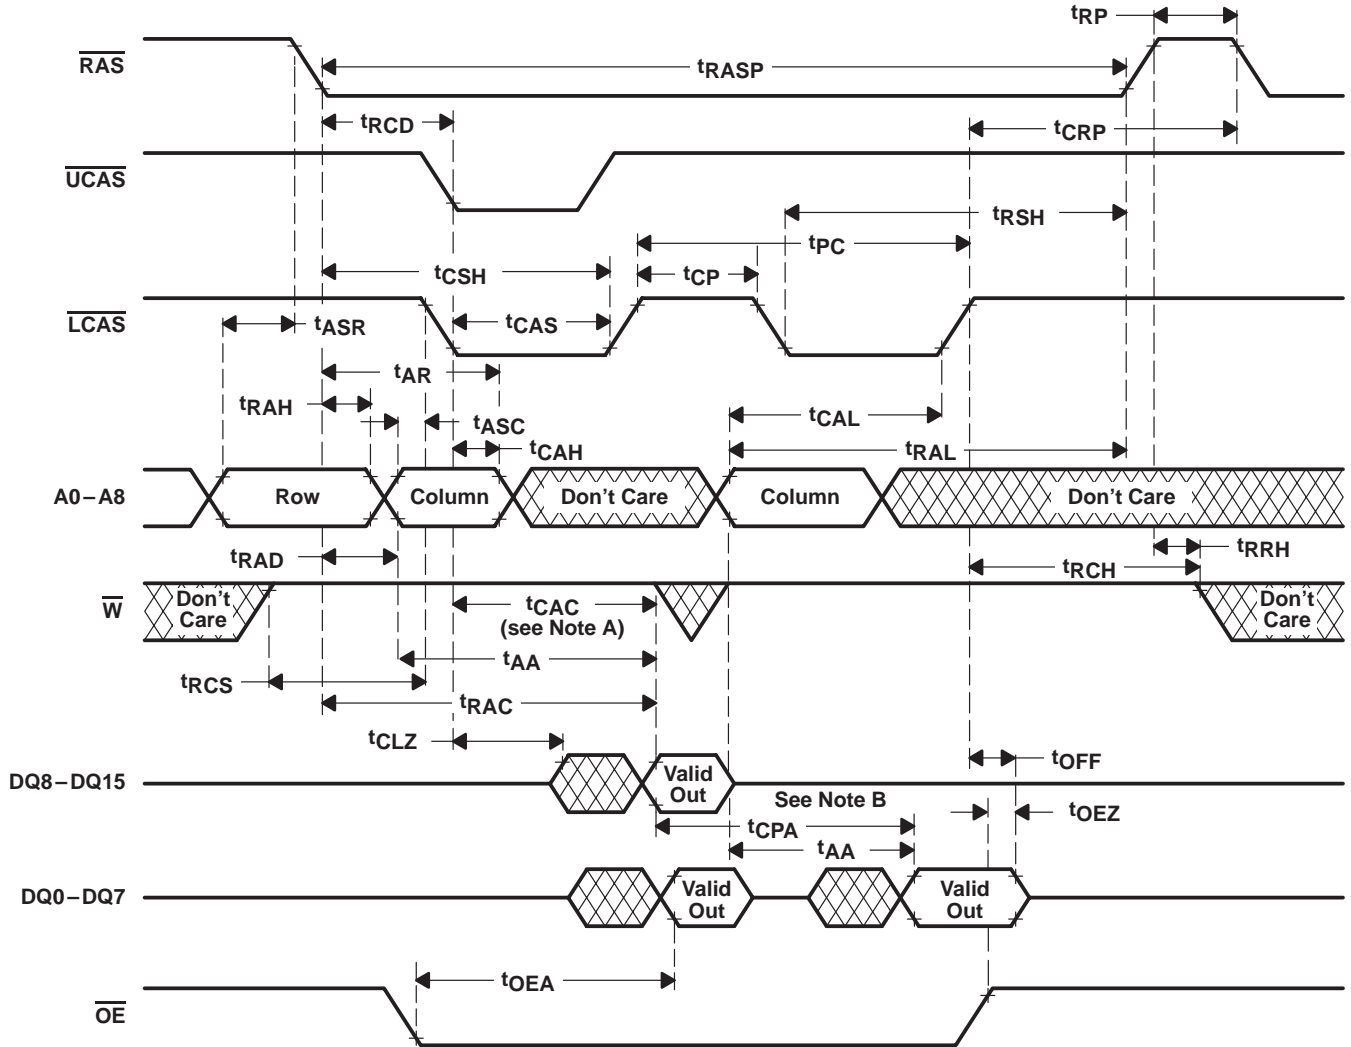 tRP
RAS
tRASP
tRCD
tCRP
UCAS
tRSH
tPC
tCSH
tCP
LCAS
tASR
tCAS
tAR
tRAH
tASC
tCAL
tCAH
tRAL
A0–A8
Row
Column
Don't Care
Column
Don't Care
tRAD
tRRH
tRCH
W
Don't
Care
tCAC
(see Note A)
Don't
Care
tAA
tRCS
tRAC
tCLZ
tOFF
DQ8–DQ15
Valid
Out
See Note B
tOEZ
tCPA
tAA
DQ0–DQ7
Valid
Out
Valid
Out
tOEA
OE